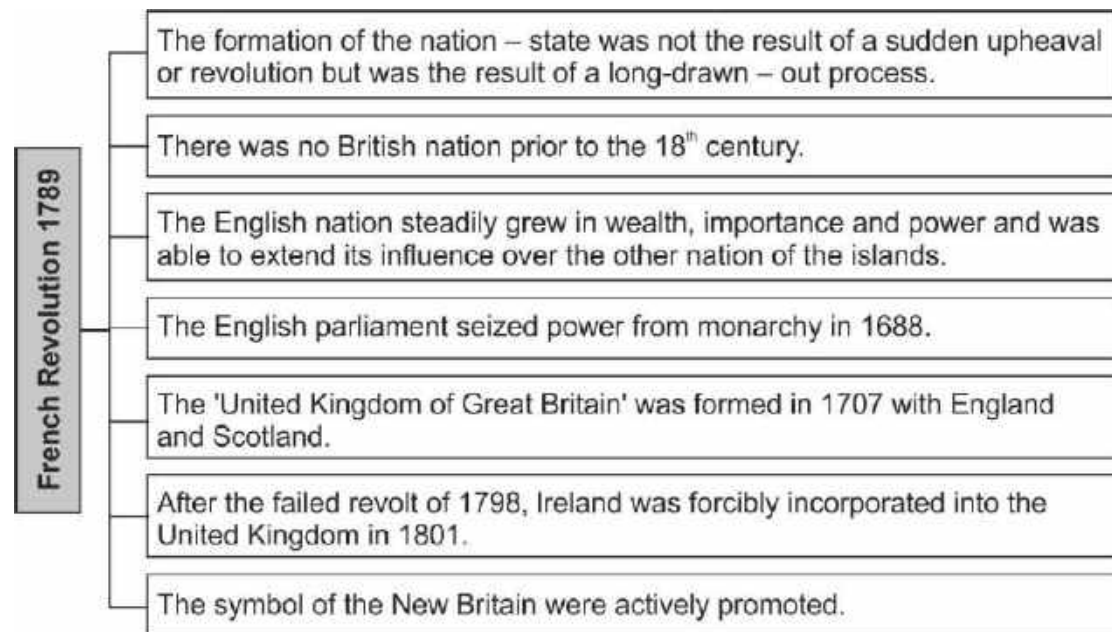 French Revolution 1789
The formation of the nation – state was not the result of a sudden upheaval
or revolution but was the result of a long-drawn – out process.
There was no British nation prior to the 18th century.
The English nation steadily grew in wealth, importance and power and was
able to extend its influence over the other nation of the islands.
The English parliament seized power from monarchy in 1688.
The 'United Kingdom of Great Britain' was formed in 1707 with England
and Scotland.
After the failed revolt of 1798, Ireland was forcibly incorporated into the
United Kingdom in 1801.
The symbol of the New Britain were actively promoted.